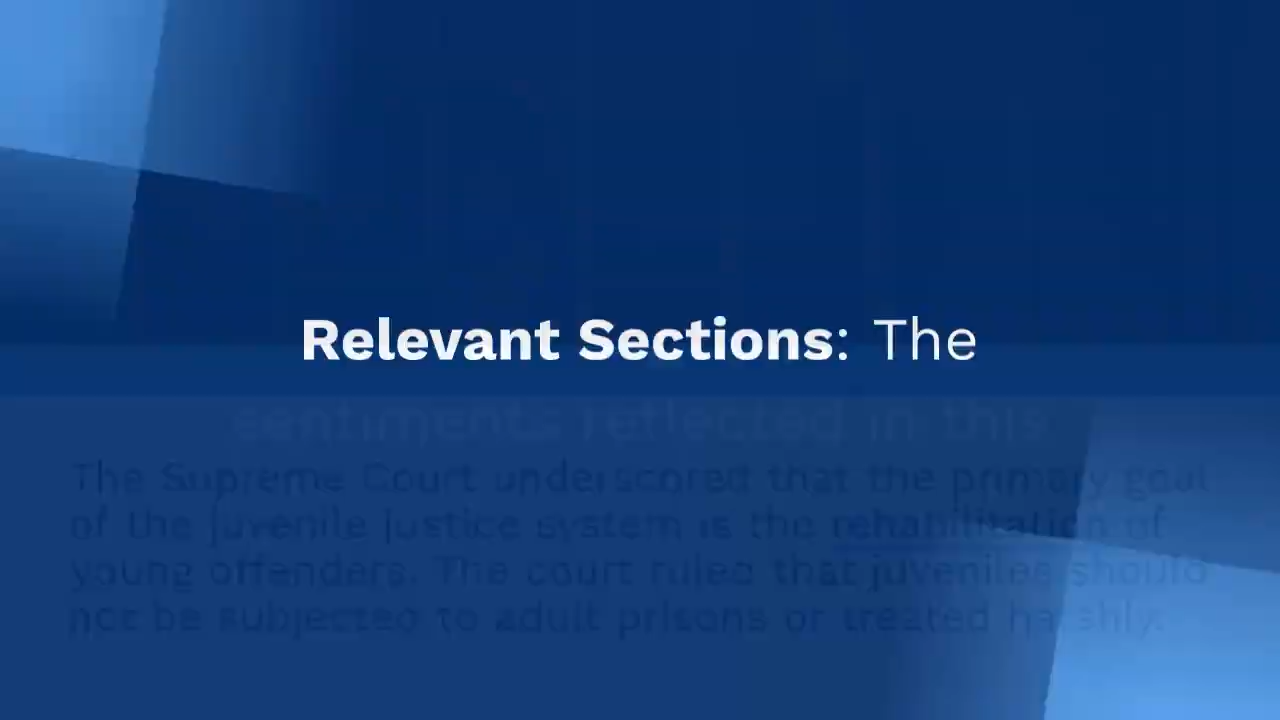 Relevant Sections: The
sentiments reflected in this
The Supreme Court underscored that the primary goal
of the juvenile justice system is the rehabilitation of
young offenders. The court ruled that juveniles should
not be subjected to adult prisons or treated harshly.